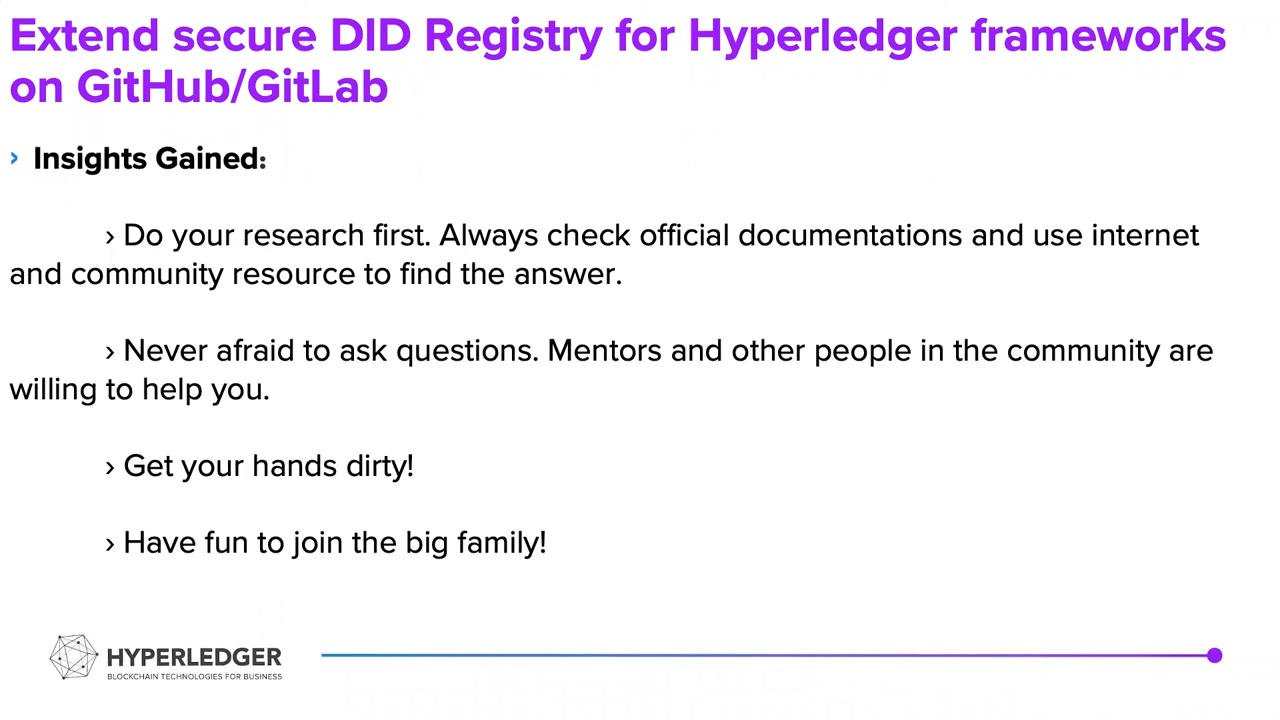 Extend secure DID Registry for Hyperledger frameworks
on GitHub/GitLab
› Insights Gained:
› Do your research first. Always check official documentations and use internet
and community resource to find the answer.
› Never afraid to ask questions. Mentors and other people in the community are
willing to help you.
› Get your hands dirty!
› Have fun to join the big family!
HYPERLEDGER
BLOCKCHAIN TECHNOLOGIES FOR BUSINESS